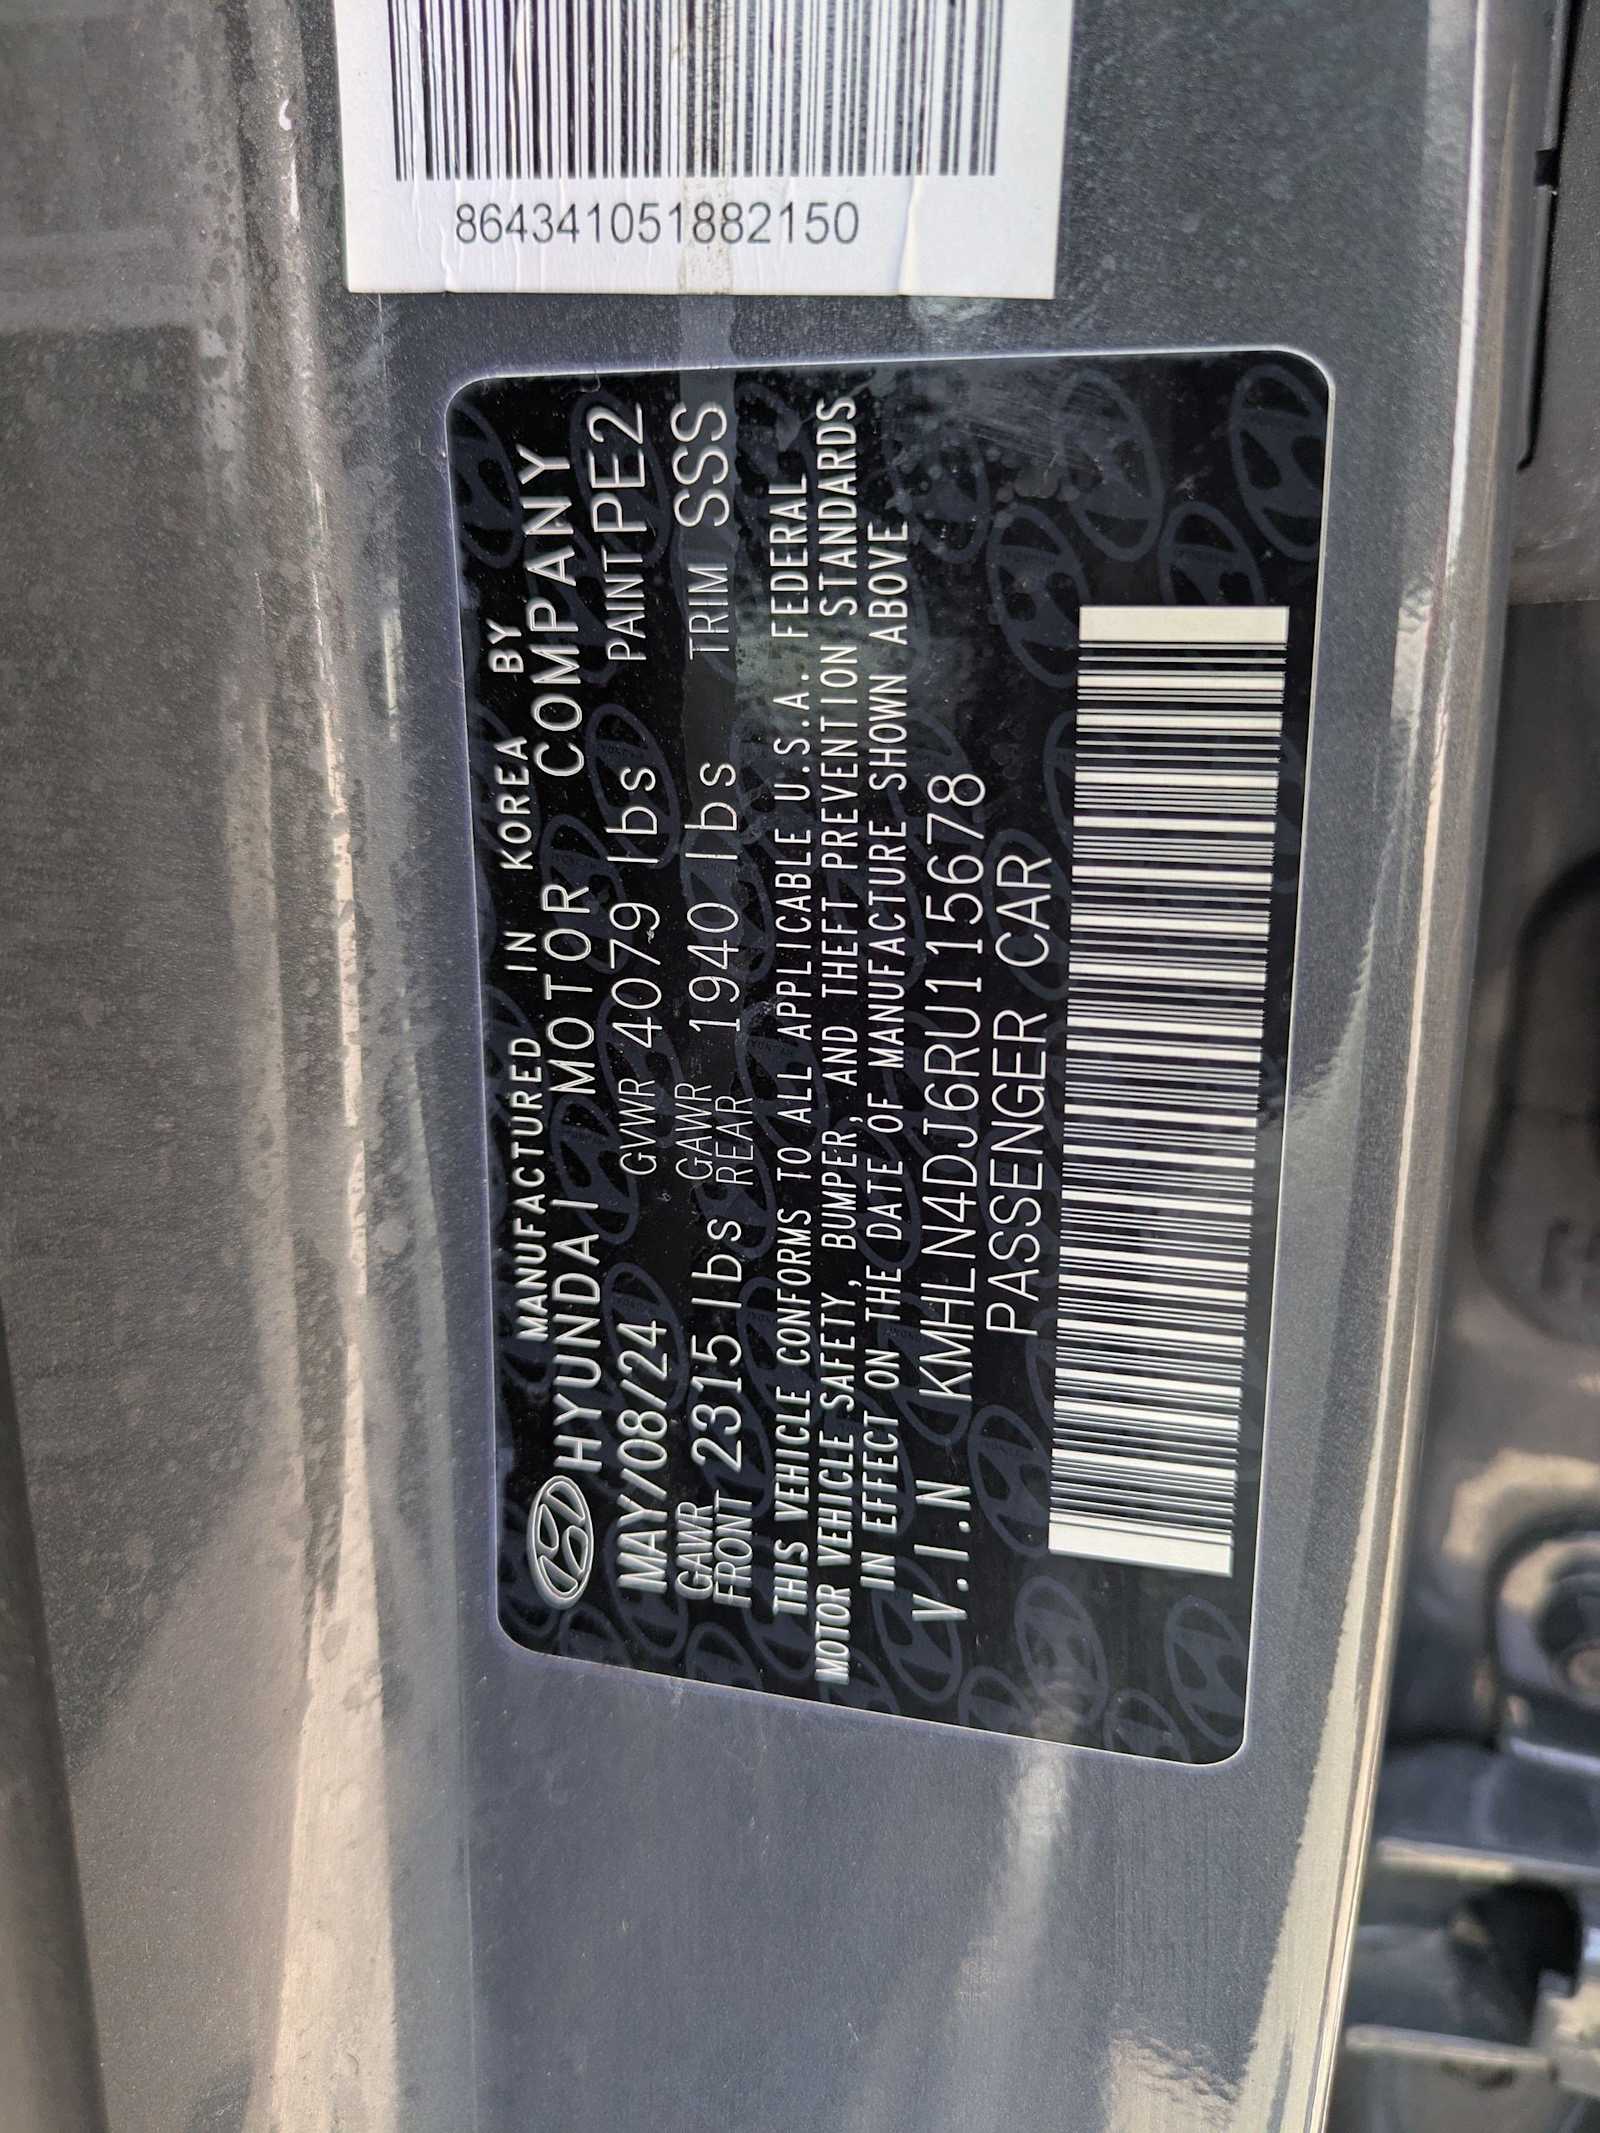 864341051882150
MANUFACTURED IN KOREA BY
HYUNDAI MOTOR COMPANY
MAY/08/24 GVWR 4079 lbs PAINT PE2
GAWR FRONT 2315 lbs GAWR REAR 1940 lbs TRIM SSS
THIS VEHICLE CONFORMS TO ALL APPLICABLE U.S.A. FEDERAL
MOTOR VEHICLE SAFETY, BUMPER, AND THEFT PREVENTION STANDARDS
IN EFFECT ON THE DATE OF MANUFACTURE SHOWN ABOVE
V.I.N KMHLN4DJ6RU115678
PASSENGER CAR